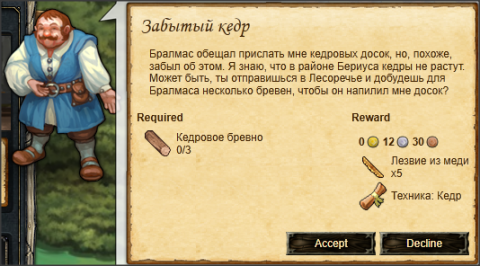 Забытый кедр
Бралмас обещал прислать мне кедровых досок, но, похоже,
забыл об этом. Я знаю, что в районе Бериуса кедры не растут.
Может быть, ты отправишься в Лесоречье и добудешь для
Бралмаса несколько бревен, чтобы он напилил мне досок?
Required
Reward
Кедровое бревно
0/3
0 12 30
Лезвие из меди
x5
Техника: Кедр
Accept
Decline